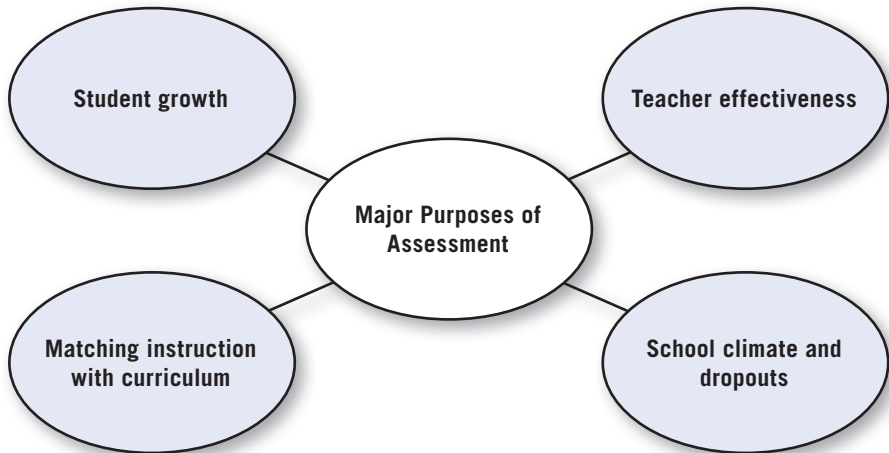 Student growth
Teacher effectiveness
Major Purposes of
Assessment
Matching instruction
with curriculum
School climate and
dropouts